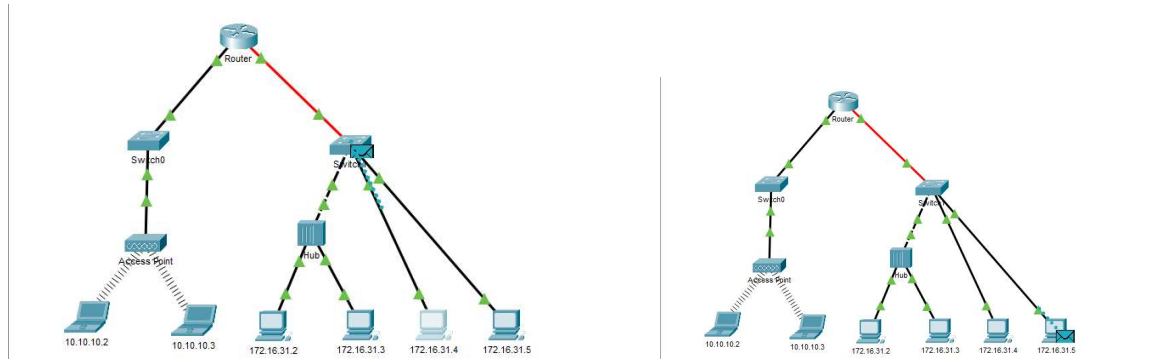 Router
Switch0
Switch
Access Point
Hub
10.10.10.2
10.10.10.3
172.16.31.2
172.16.31.3
172.16.31.4
172.16.31.5
Router
Switch0
Switch
Access Point
Hub
10.10.10.2
10.10.10.3
172.16.31.2
172.16.31.3
172.16.31.4
172.16.31.5